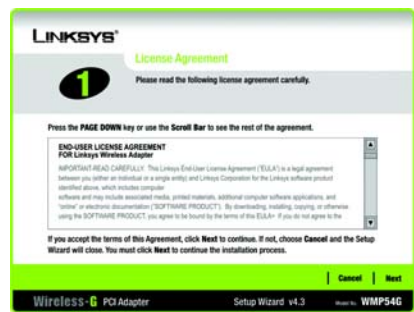 LINKSYS®
License Agreement
1
Please read the following license agreement carefully.
Press the PAGE DOWN key or use the Scroll Bar to see the rest of the agreement.
END-USER LICENSE AGREEMENT
FOR Linksys Wireless Adapter
IMPORTANT-READ CAREFULLY: This Linksys End-User License Agreement ("EULA") is a legal agreement
between you (either an individual or a single entity) and Linksys Corporation for the Linksys software product
identified above, which includes computer
software and may include associated media, printed materials, additional computer software applications, and
"online" or electronic documentation ("SOFTWARE PRODUCT"). By downloading, installing, copying, or otherwise
using the SOFTWARE PRODUCT, you agree to be bound by the terms of this EULA+ If you do not agree to the
If you accept the terms of this Agreement, click Next to continue. If not, choose Cancel and the Setup
Wizard will close. You must click Next to continue the installation process.
Cancel Next
Wireless-G PCI Adapter Setup Wizard v4.3 Model No. WMP54G